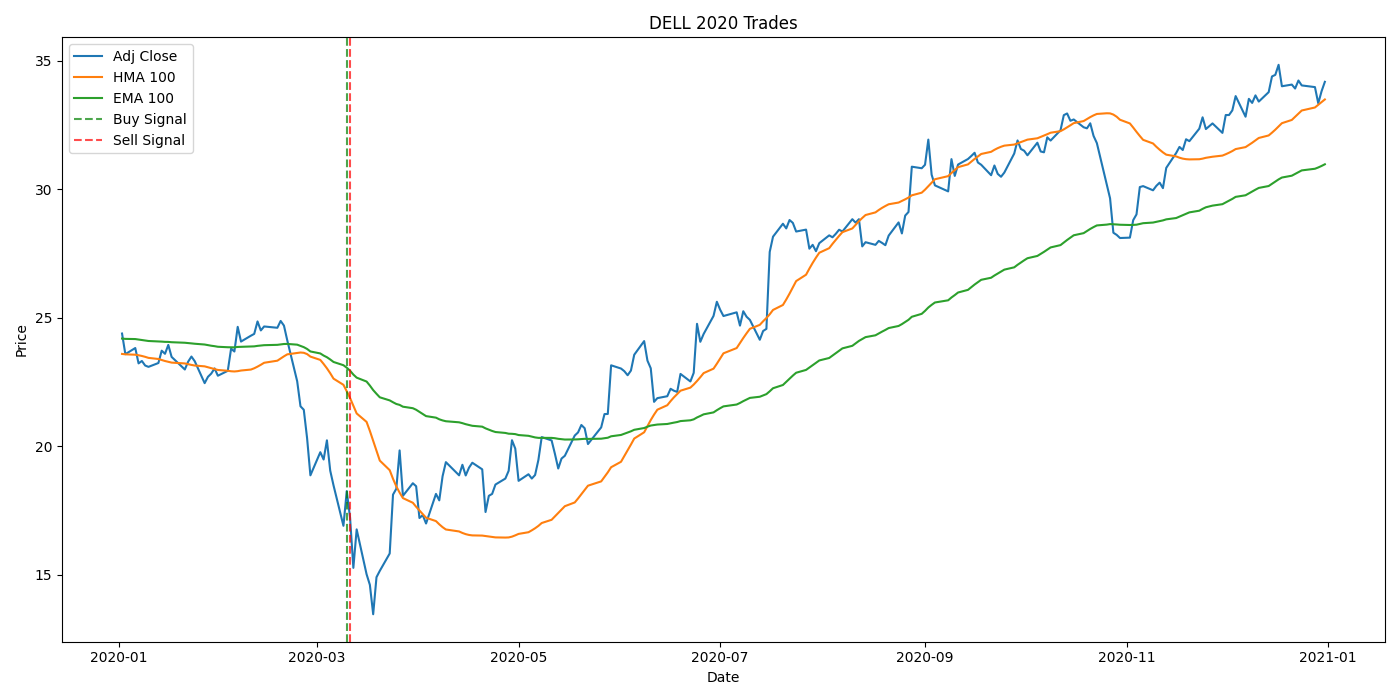 DELL 2020 Trades
Adj Close
HMA 100
EMA 100
Buy Signal
Sell Signal
Price
35
30
25
20
15
2020-01 2020-03 2020-05 2020-07 2020-09 2020-11 2021-01
Date